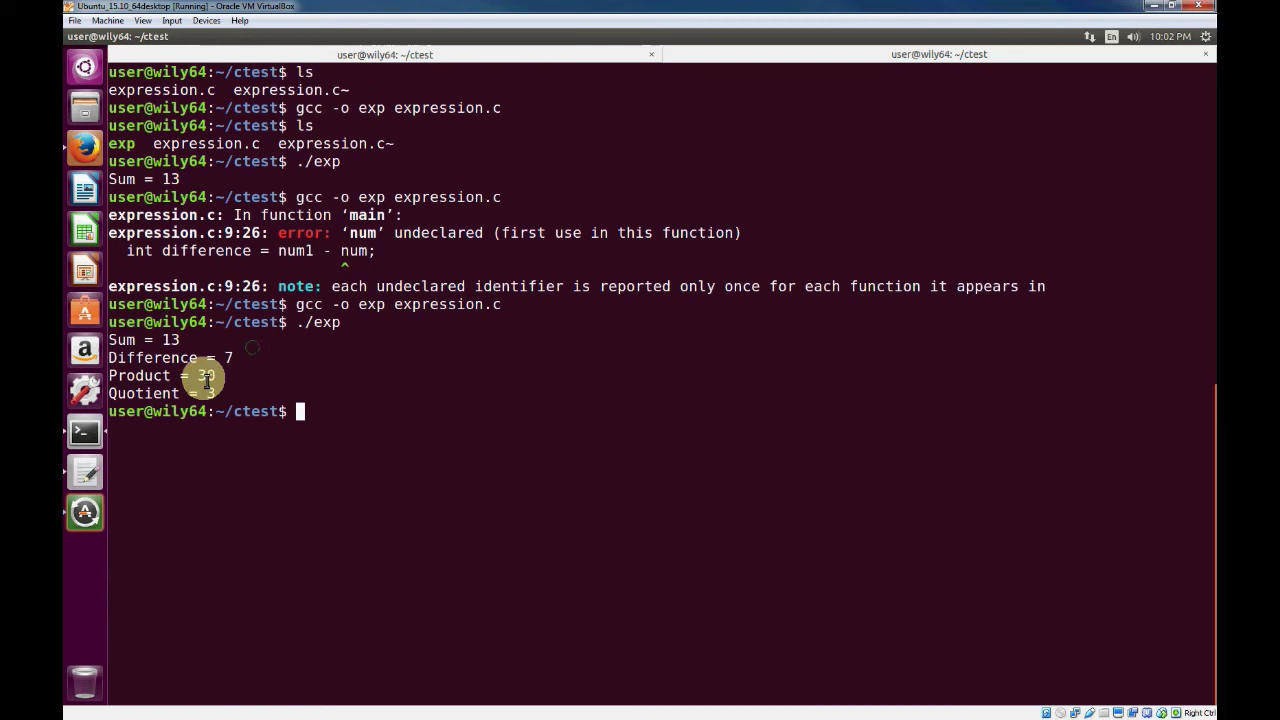 Ubuntu_15.10_64desktop [Running] - Oracle VM VirtualBox
File Machine View Input Devices Help
user@wily64: ~/ctest
En
10:02 PM
user@wily64: ~/ctest ×
user@wily64: ~/ctest ×
user@wily64:~/ctest$ ls
expression.c  expression.c~
user@wily64:~/ctest$ gcc -o exp expression.c
user@wily64:~/ctest$ ls
exp  expression.c  expression.c~
user@wily64:~/ctest$ ./exp
Sum = 13
user@wily64:~/ctest$ gcc -o exp expression.c
expression.c: In function ‘main’:
expression.c:9:26: error: ‘num’ undeclared (first use in this function)
  int difference = num1 - num;
^
expression.c:9:26: note: each undeclared identifier is reported only once for each function it appears in
user@wily64:~/ctest$ gcc -o exp expression.c
user@wily64:~/ctest$ ./exp
Sum = 13
Difference = 7
Product = 30
Quotient = 3
user@wily64:~/ctest$
Right Ctrl